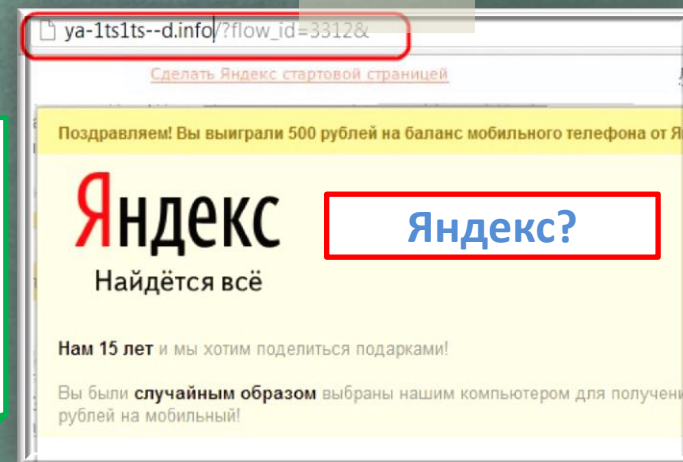 ya-1ts1ts--d.info/?flow_id=3312&
Сделать Яндекс стартовой страницей
Поздравляем! Вы выиграли 500 рублей на баланс мобильного телефона от
Яндекс
Яндекс?
Найдётся всё
Нам 15 лет и мы хотим поделиться подарками!
Вы были случайным образом выбраны нашим компьютером для
рублей на мобильный!